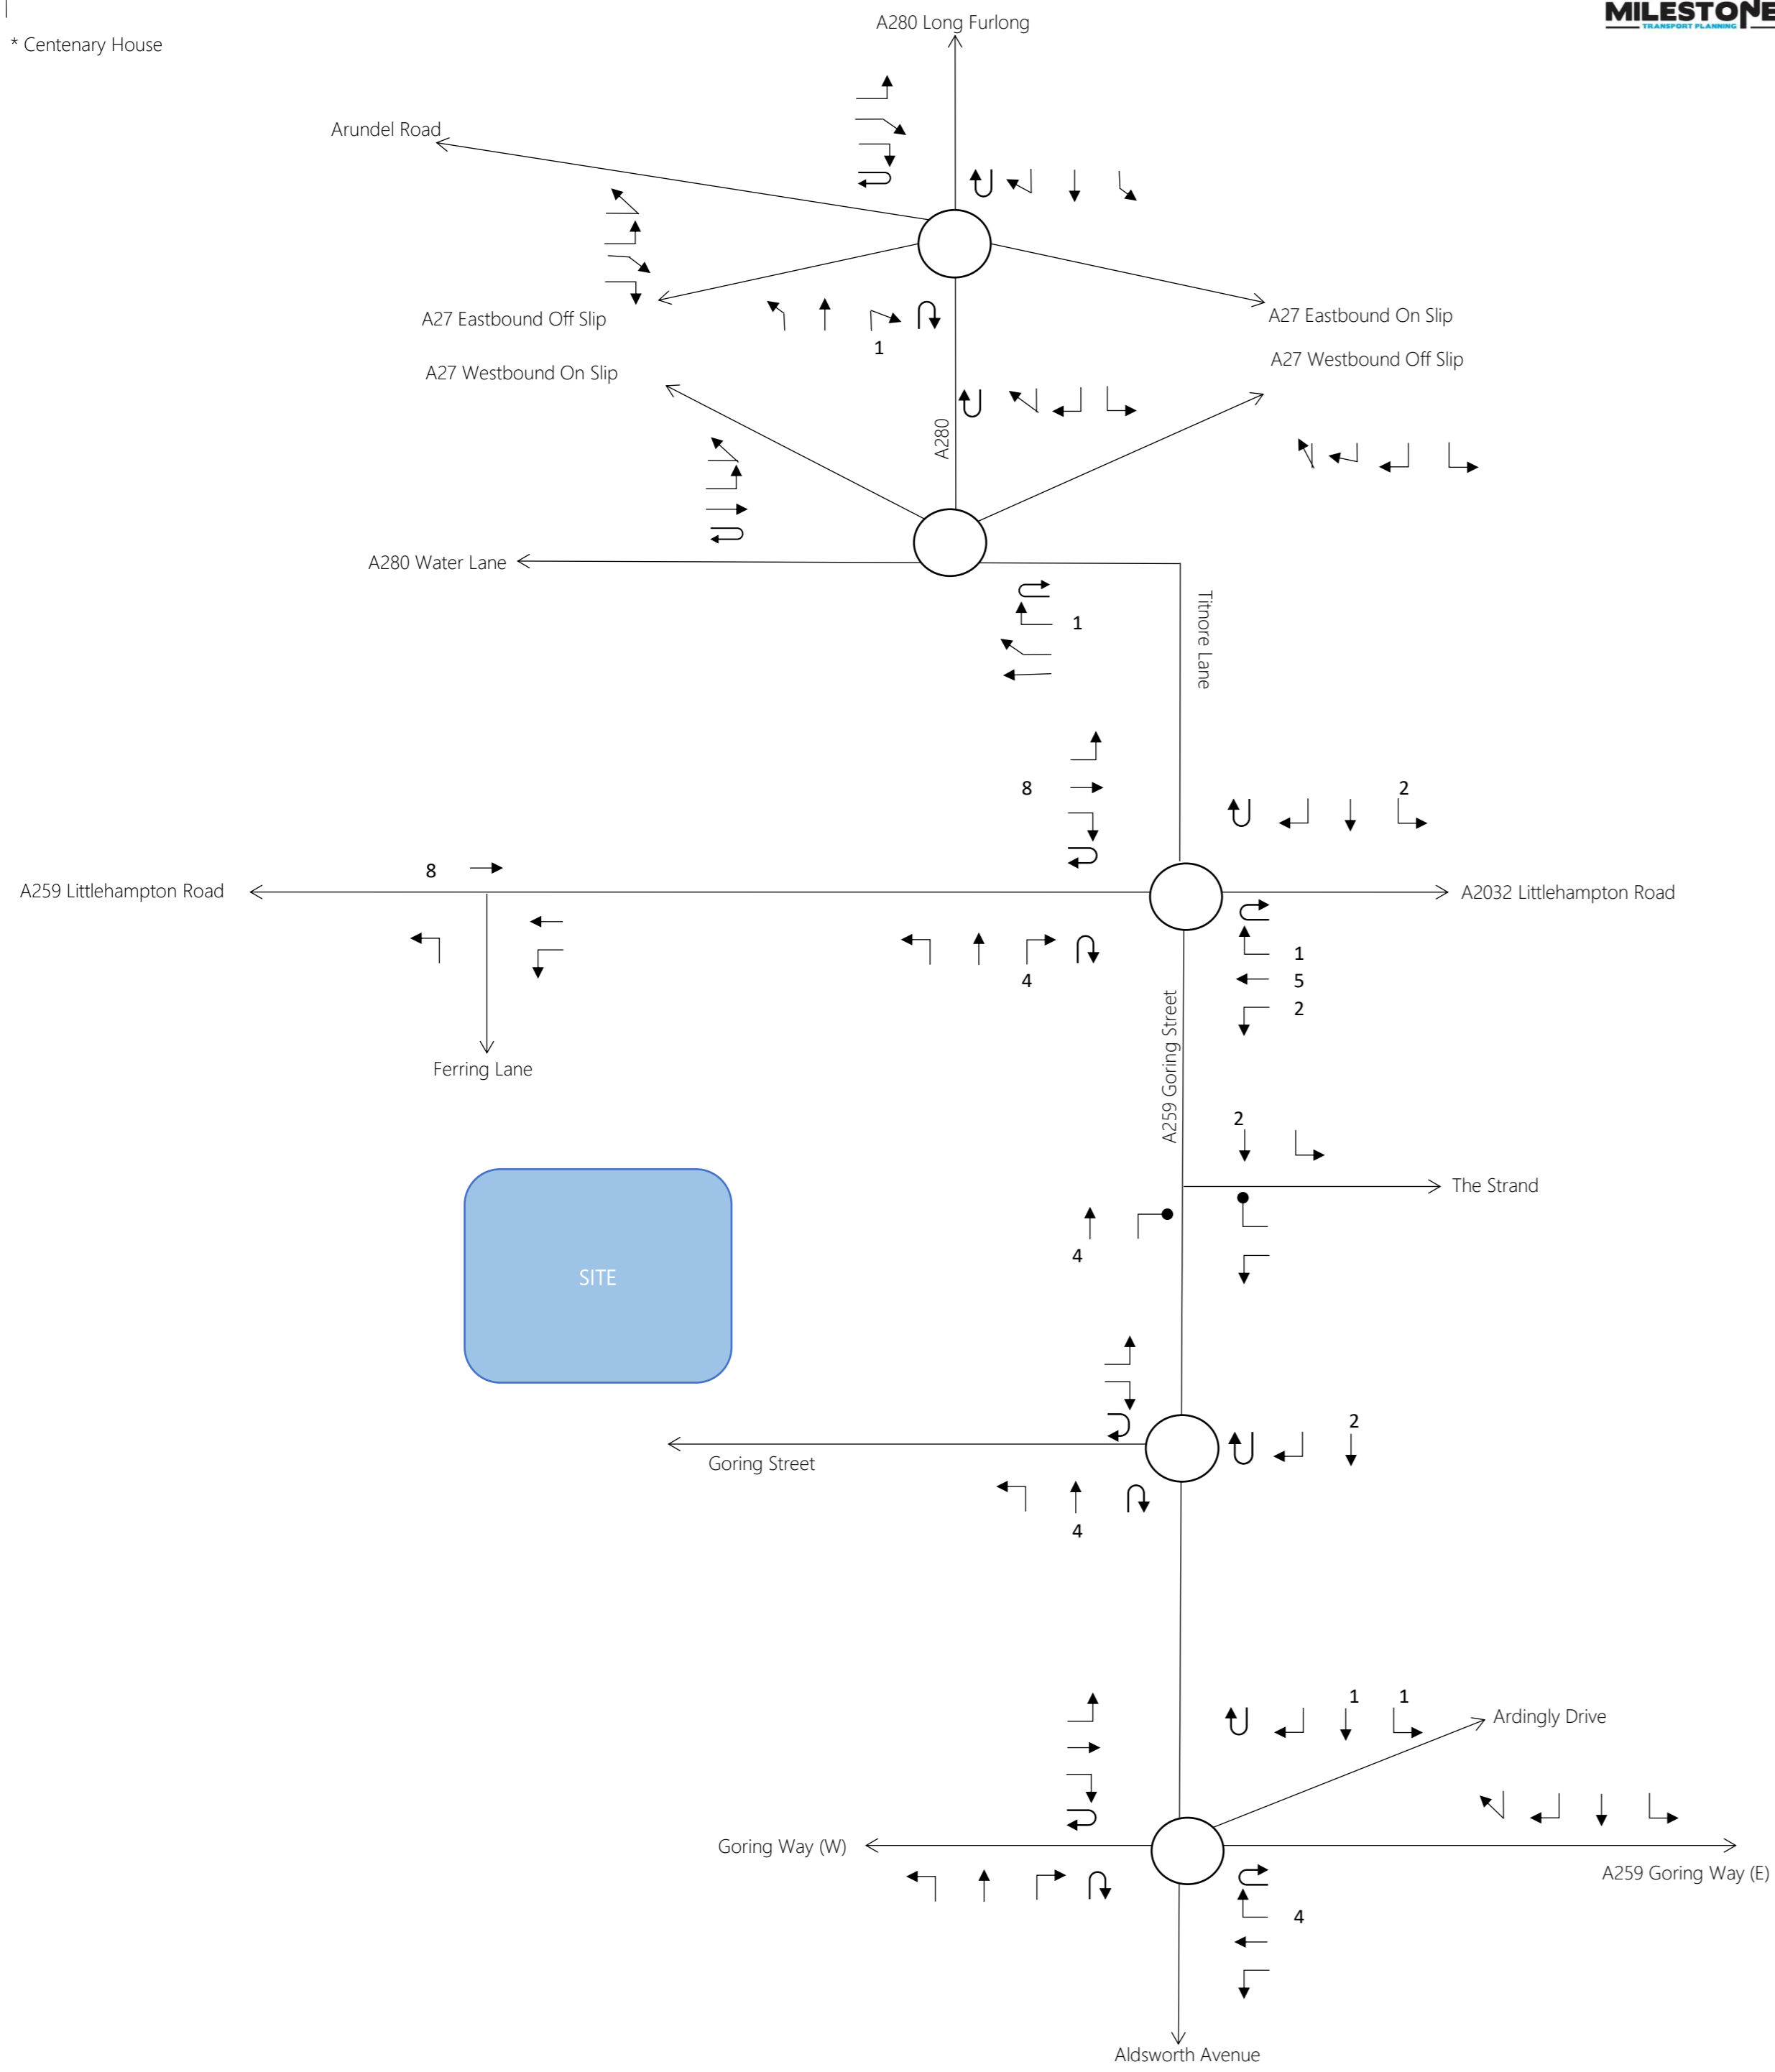 MILESTONE
TRANSPORT PLANNING
* Centenary House
A280 Long Furlong
Arundel Road
A27 Eastbound Off Slip
A27 Eastbound On Slip
1
A27 Westbound On Slip
A27 Westbound Off Slip
A280
A280 Water Lane
Titnore Lane
1
8
2
8
A259 Littlehampton Road
A2032 Littlehampton Road
4
1
5
2
A259 Goring Street
Ferring Lane
2
The Strand
4
SITE
2
Goring Street
4
1
1
Ardingly Drive
Goring Way (W)
A259 Goring Way (E)
4
Aldsworth Avenue